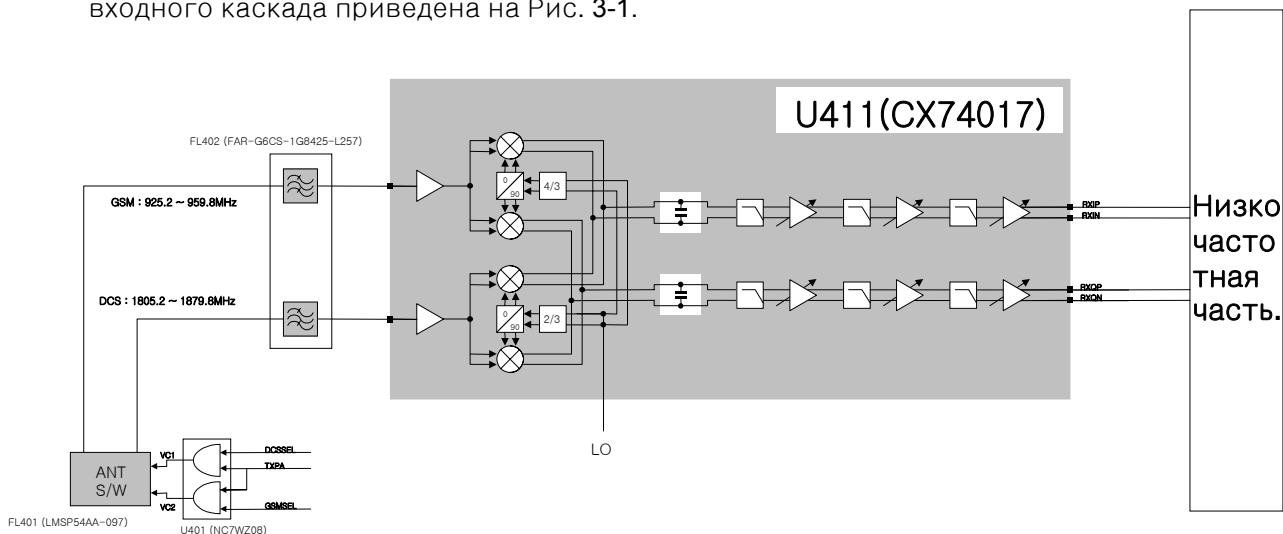 входного каскада приведена на Рис. 3-1.
U411(CX74017)
FL402 (FAR-G6CS-1G8425-L257)
GSM : 925.2 ~ 959.8MHz
0
90
4/3
RXIP
RXIN
Низко
часто
тная
часть.
DCS : 1805.2 ~ 1879.8MHz
0
90
2/3
RXQP
RXQN
LO
ANT
S/W
VC1
VC2
DCSSEL
TXPA
GSMSEL
FL401 (LMSP54AA-097)
U401 (NC7WZ08)